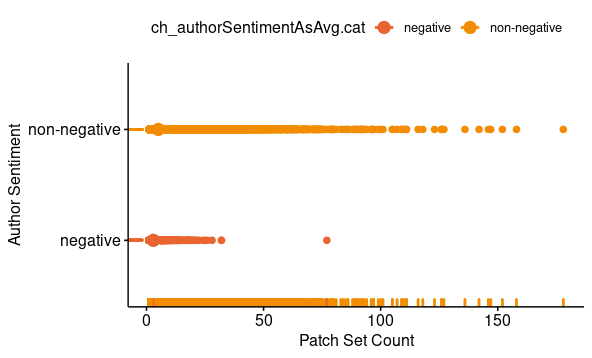 ch_authorSentimentAsAvg.cat negative non-negative
Author Sentiment
non-negative
negative
0 50 100 150
Patch Set Count